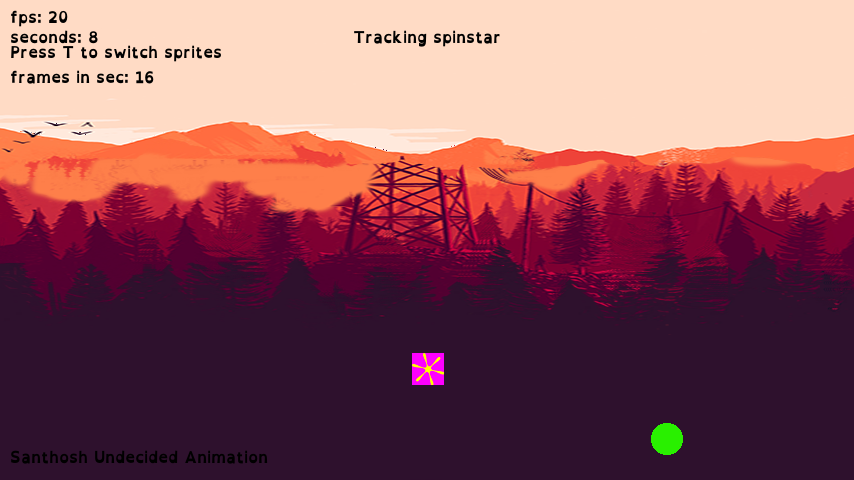 fps: 20
seconds: 8
Press T to switch sprites
frames in sec: 16
Tracking spinstar
Santhosh Undecided Animation